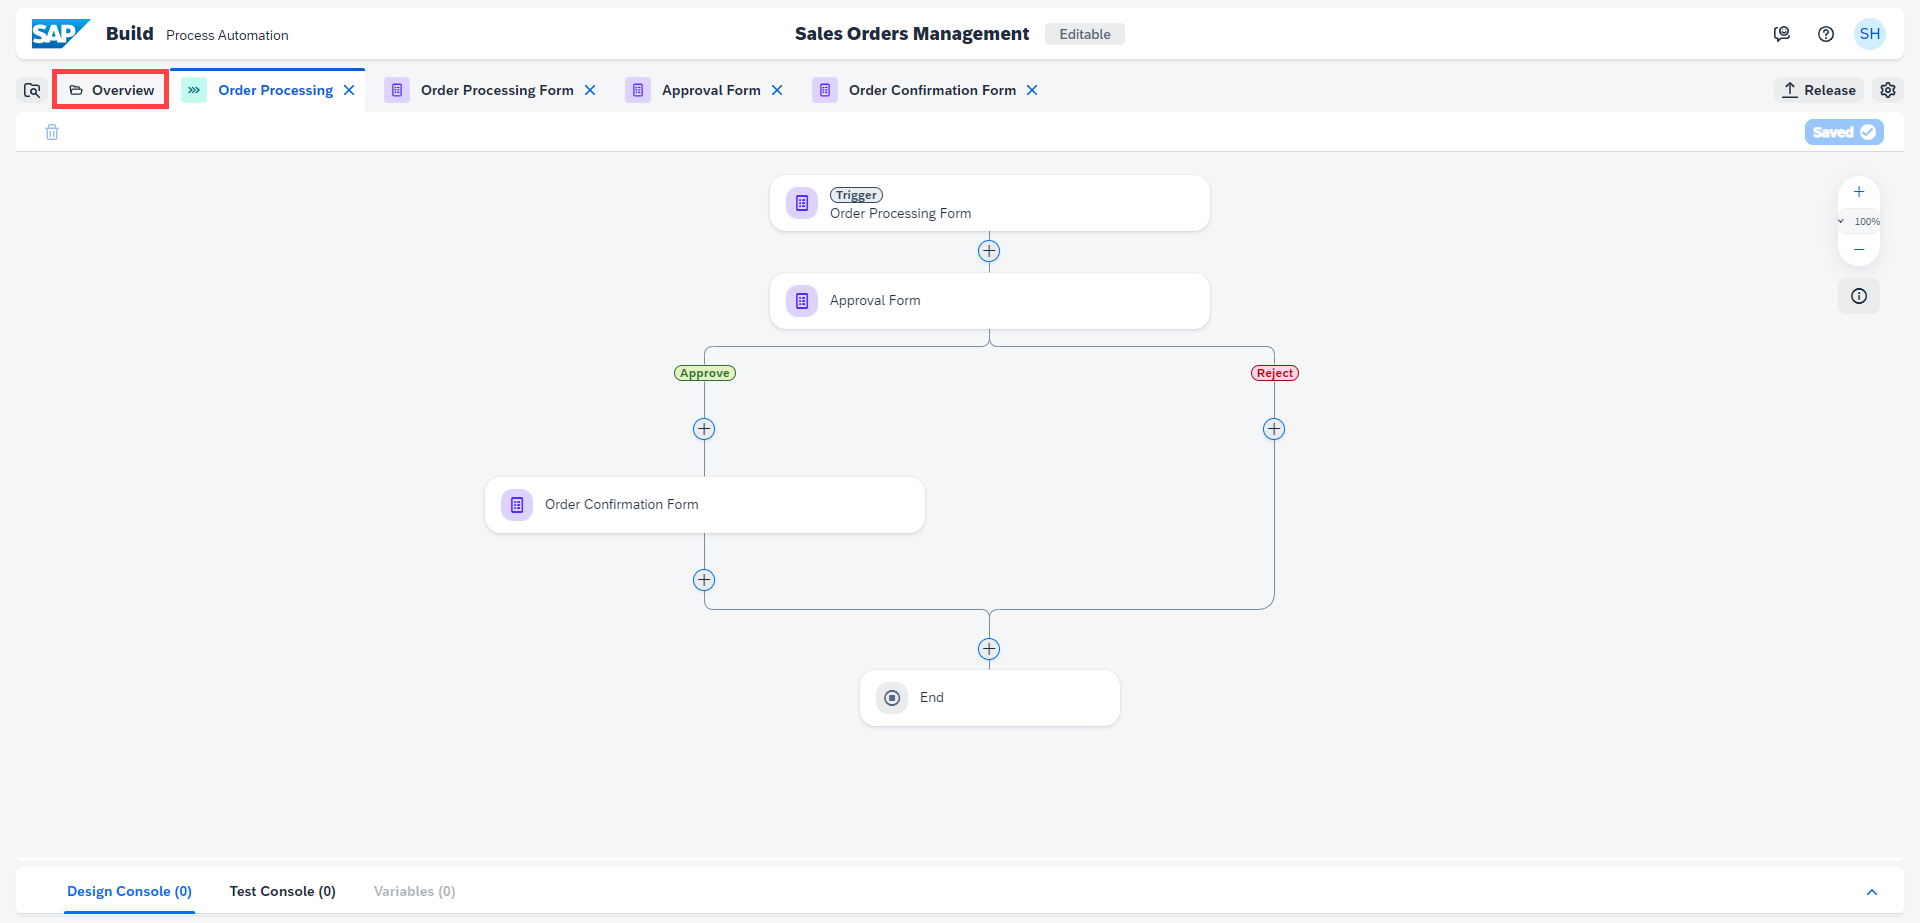 SAP Build Process Automation Sales Orders Management Editable SH
Overview Order Processing Order Processing Form Approval Form Order Confirmation Form Release
Saved
Trigger
Order Processing Form
100%
Approval Form
Approve Reject
Order Confirmation Form
End
Design Console (0) Test Console (0) Variables (0)